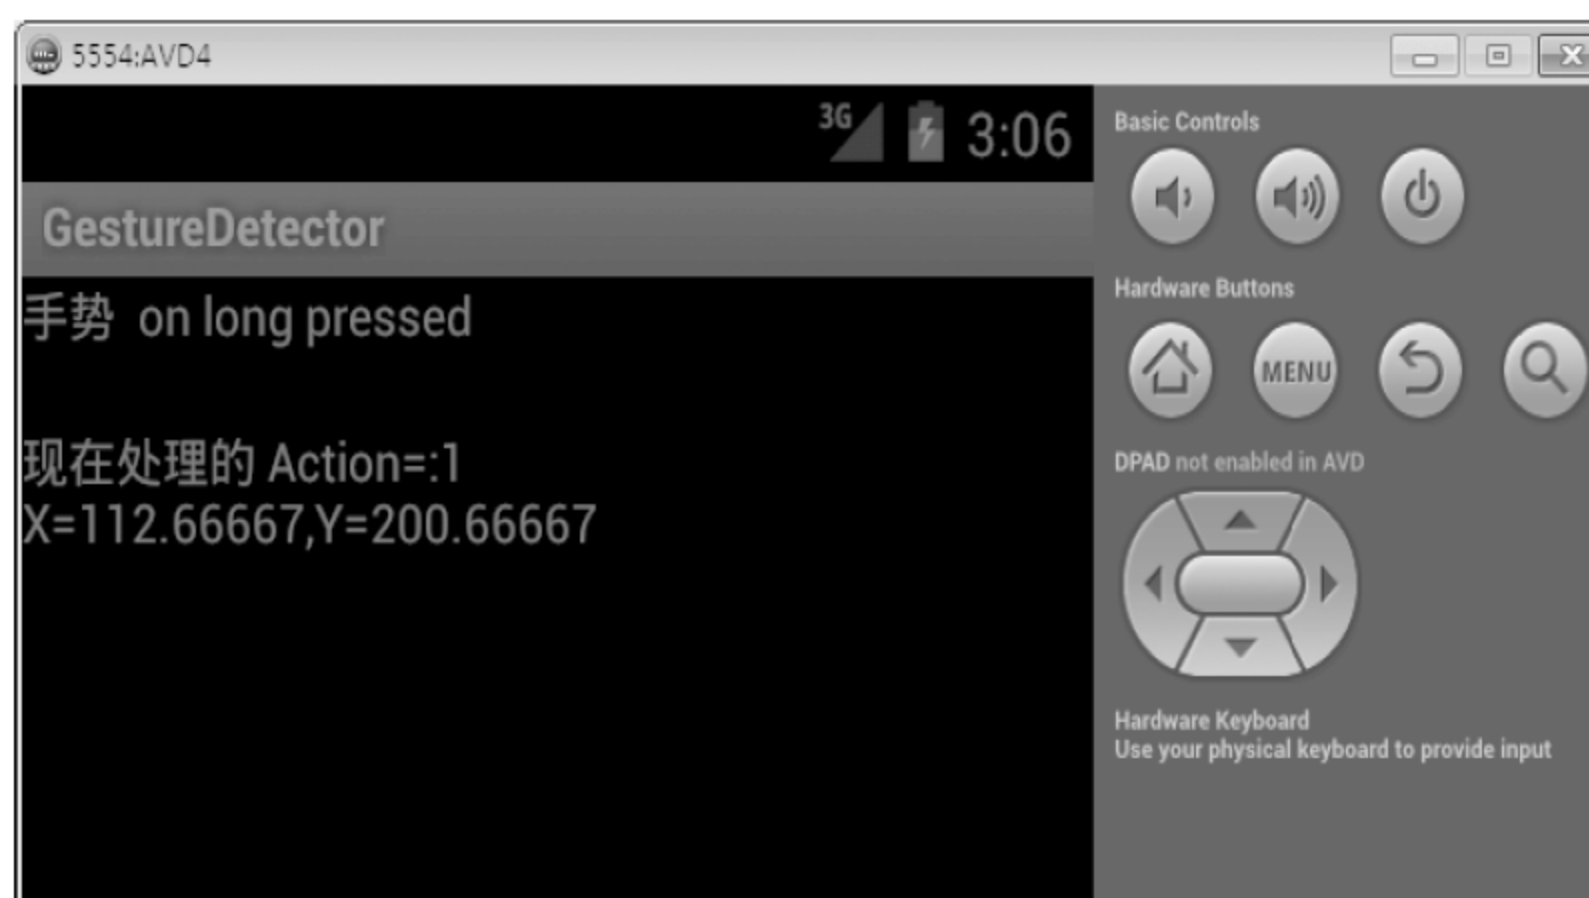 5554:AVD4
3G 3:06
GestureDetector
手势 on long pressed
现在处理的 Action=:1
X=112.66667,Y=200.66667
Basic Controls
Hardware Buttons
MENU
DPAD not enabled in AVD
Hardware Keyboard
Use your physical keyboard to provide input